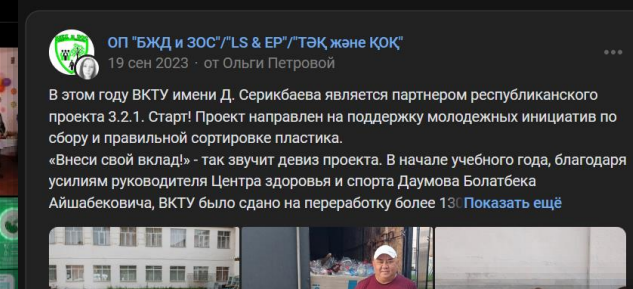 ОП "БЖД и ЗОС"/"LS & EP"/"ТӘҚ және ҚОҚ"
19 сен 2023 · от Ольги Петровой
В этом году ВКТУ имени Д. Серикбаева является партнером республиканского
проекта 3.2.1. Старт! Проект направлен на поддержку молодежных инициатив по
сбору и правильной сортировке пластика.
«Внеси свой вклад!» - так звучит девиз проекта. В начале учебного года, благодаря
усилиям руководителя Центра здоровья и спорта Даумова Болатбека
Айшабековича, ВКТУ было сдано на переработку более 130 Показать ещё